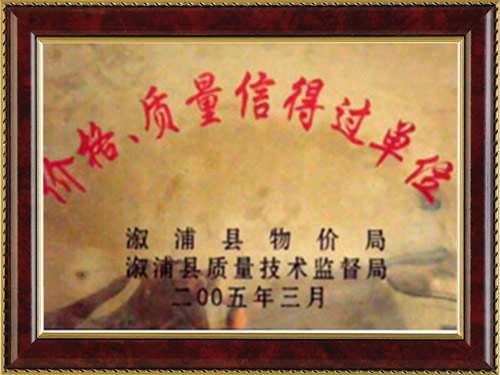 价格、质量信得过单位
溆浦县物价局
溆浦县质量技术监督局
二00五年三月